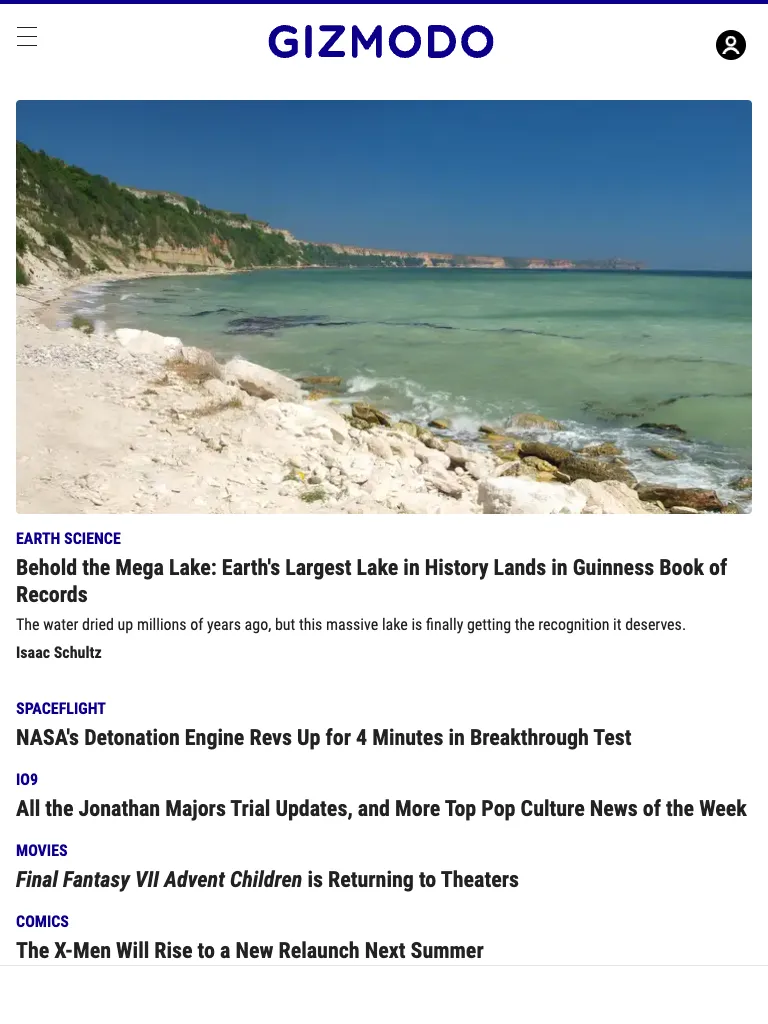 GIZMODO
EARTH SCIENCE
Behold the Mega Lake: Earth's Largest Lake in History Lands in Guinness Book of
Records
The water dried up millions of years ago, but this massive lake is finally getting the recognition it deserves.
Isaac Schultz
SPACEFLIGHT
NASA's Detonation Engine Revs Up for 4 Minutes in Breakthrough Test
IO9
All the Jonathan Majors Trial Updates, and More Top Pop Culture News of the Week
MOVIES
Final Fantasy VII Advent Children is Returning to Theaters
COMICS
The X-Men Will Rise to a New Relaunch Next Summer